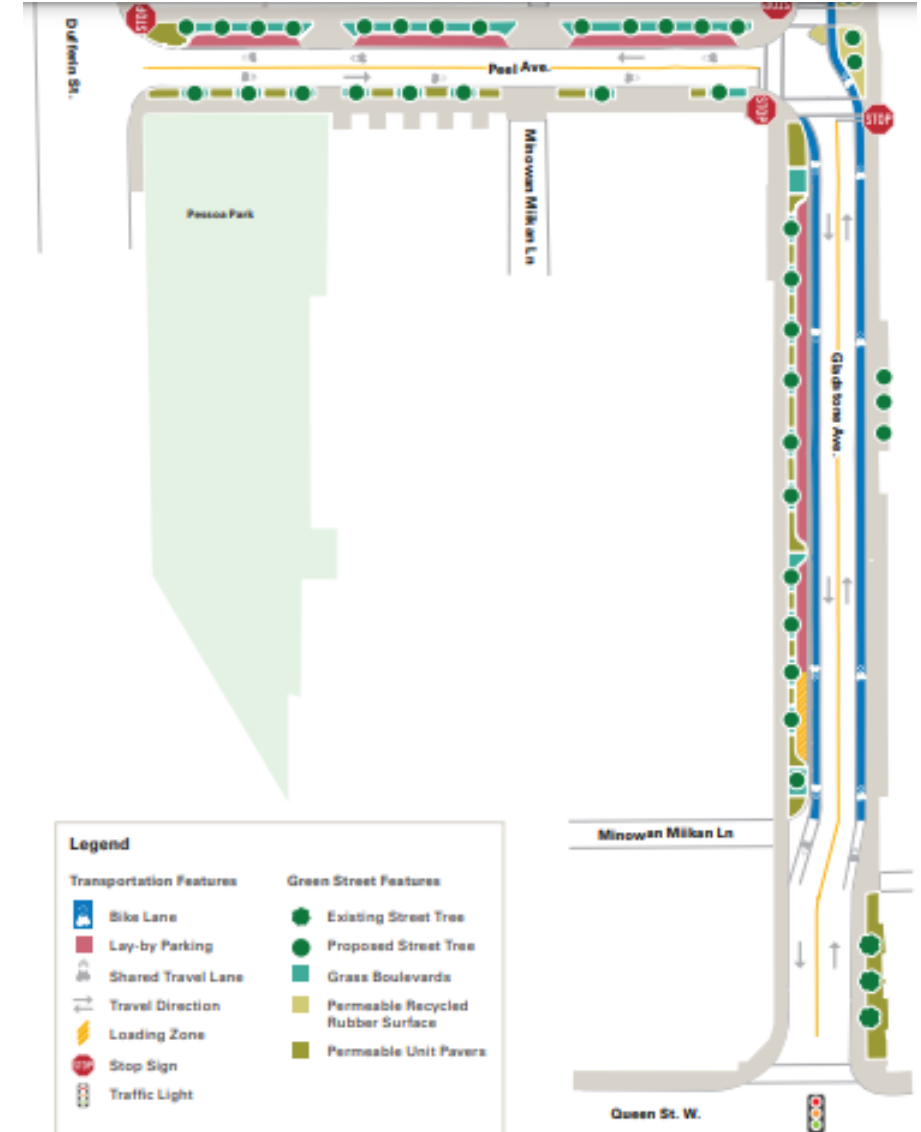 STOP
STOP
Dufferin St.
Peel Ave.
STOP
STOP
Minowan Miikan Ln
Pessoa Park
Gladstone Ave.
Minowan Miikan Ln
Legend
Transportation Features
Bike Lane
Lay-by Parking
Shared Travel Lane
Travel Direction
Loading Zone
STOP
Stop Sign
Traffic Light
Green Street Features
Existing Street Tree
Proposed Street Tree
Grass Boulevards
Permeable Recycled
Rubber Surface
Permeable Unit Pavers
Queen St. W.